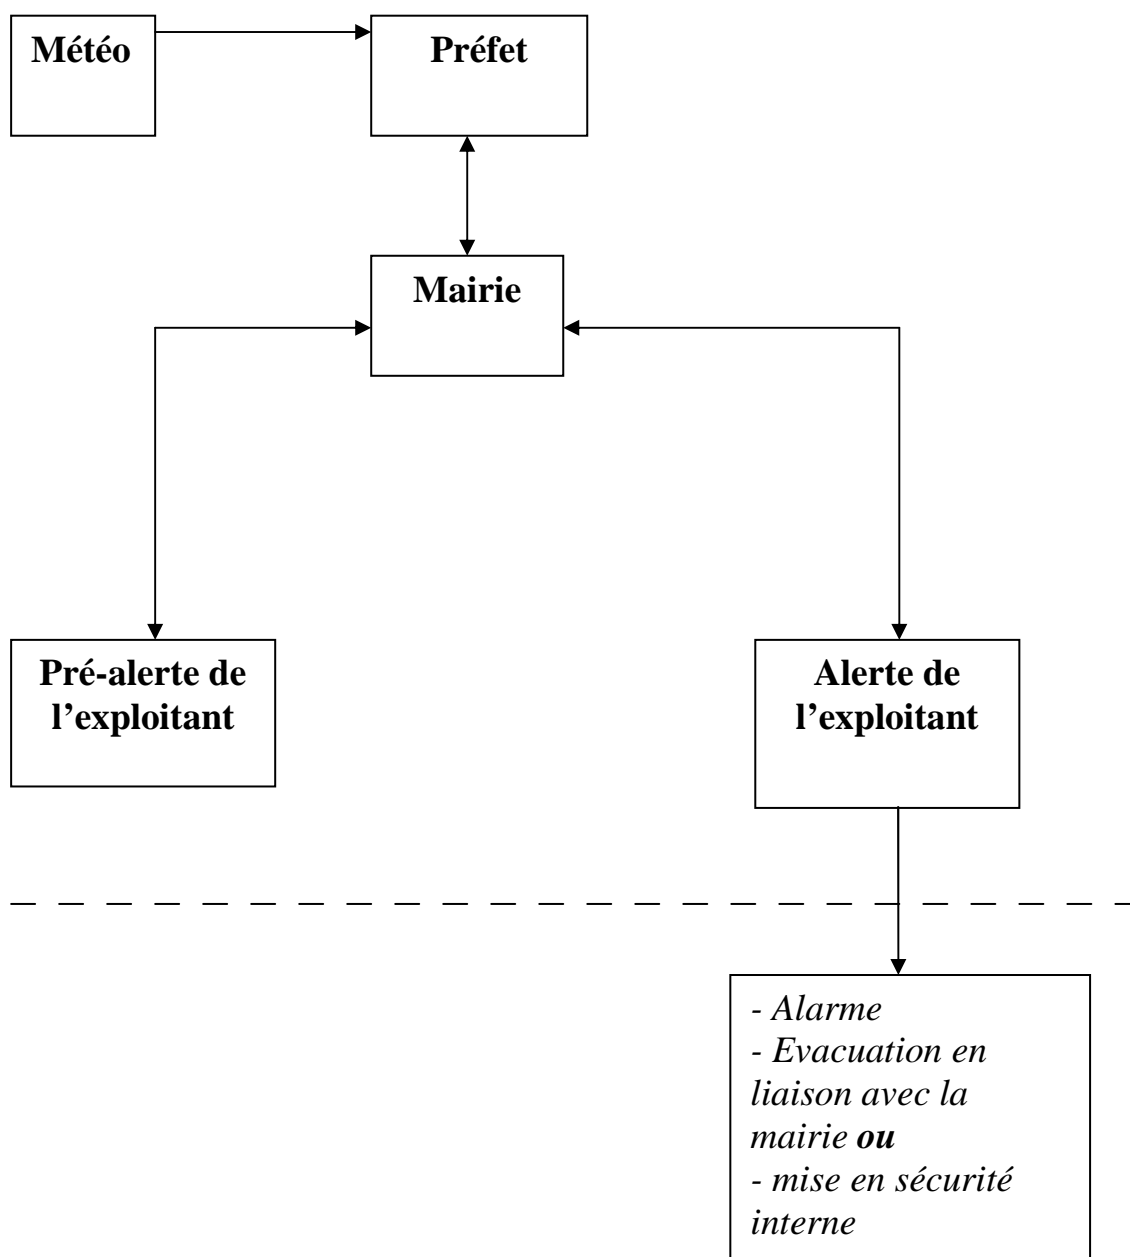 Météo
Préfet
Mairie
Pré-alerte de
l’exploitant
Alerte de
l’exploitant
- Alarme
- Evacuation en
liaison avec la
mairie ou
- mise en sécurité
interne